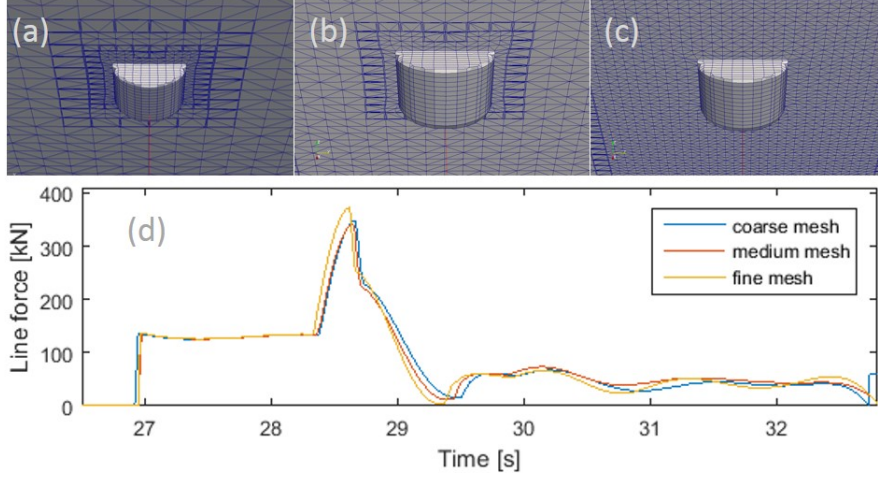 (a) (b) (c)
(d)
400
300
200
100
0
Line force [kN]
coarse mesh
medium mesh
fine mesh
27 28 29 30 31 32
Time [s]